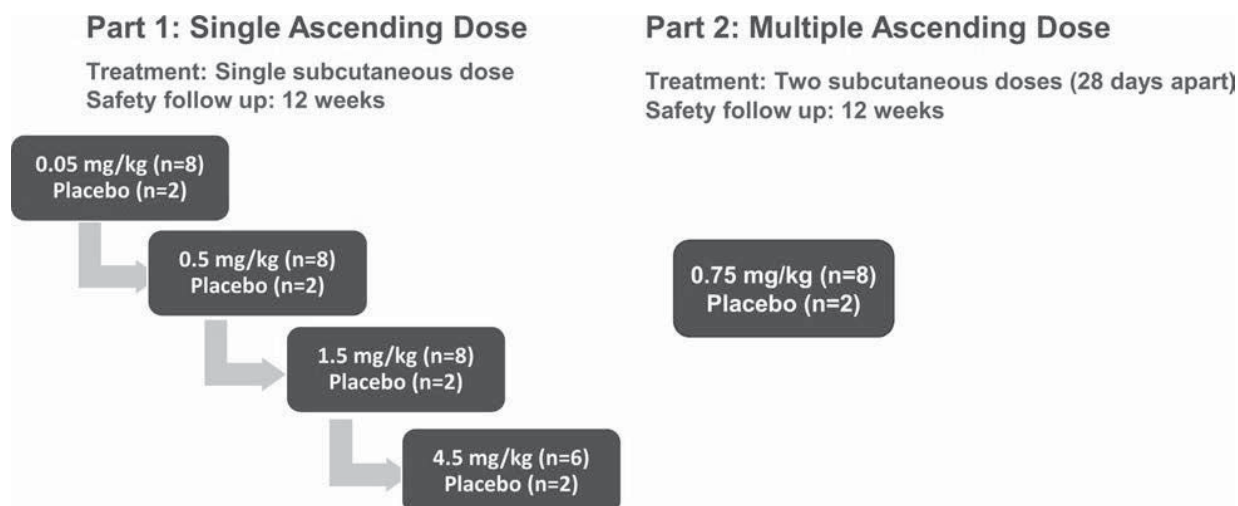 Part 1: Single Ascending Dose
Treatment: Single subcutaneous dose
Safety follow up: 12 weeks
0.05 mg/kg (n=8)
Placebo (n=2)
0.5 mg/kg (n=8)
Placebo (n=2)
1.5 mg/kg (n=8)
Placebo (n=2)
4.5 mg/kg (n=6)
Placebo (n=2)
Part 2: Multiple Ascending Dose
Treatment: Two subcutaneous doses (28 days apart)
Safety follow up: 12 weeks
0.75 mg/kg (n=8)
Placebo (n=2)